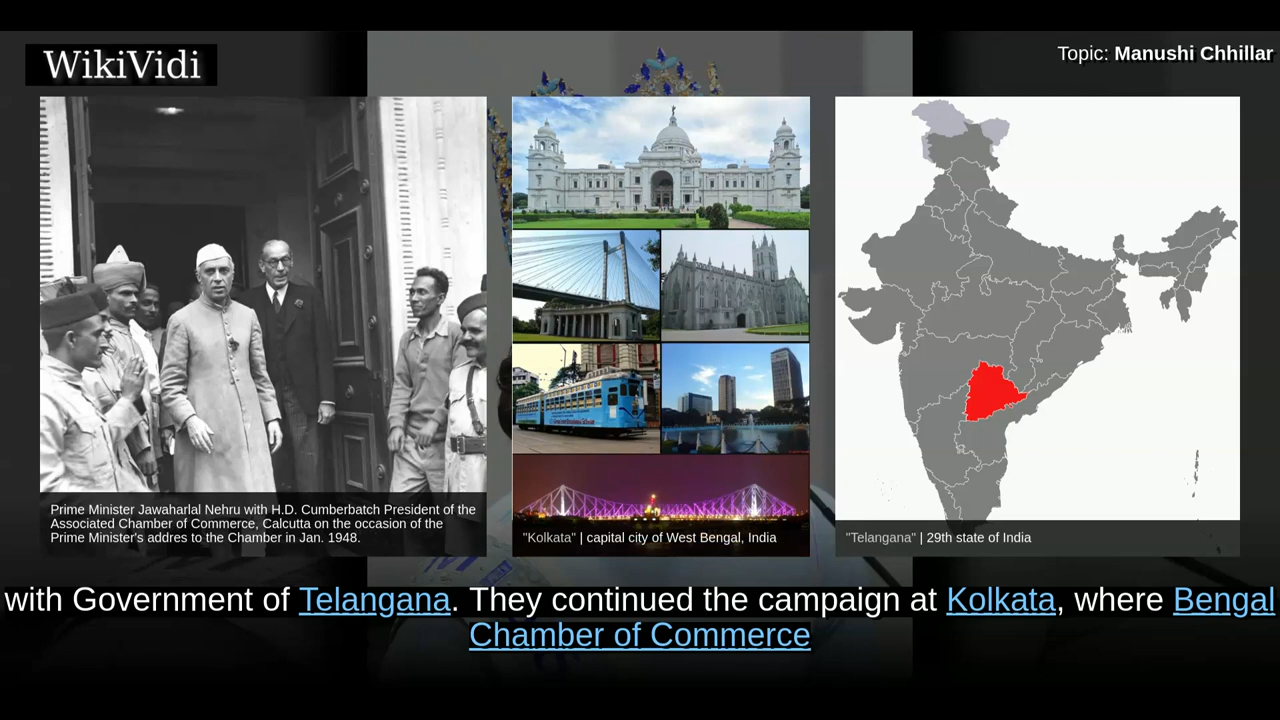 WikiVidi
Topic: Manushi Chhillar
Prime Minister Jawaharlal Nehru with H.D. Cumberbatch President of the
Associated Chamber of Commerce, Calcutta on the occasion of the
Prime Minister's addres to the Chamber in Jan. 1948.
"Kolkata" | capital city of West Bengal, India
"Telangana" | 29th state of India
with Government of Telangana. They continued the campaign at Kolkata, where Bengal
Chamber of Commerce